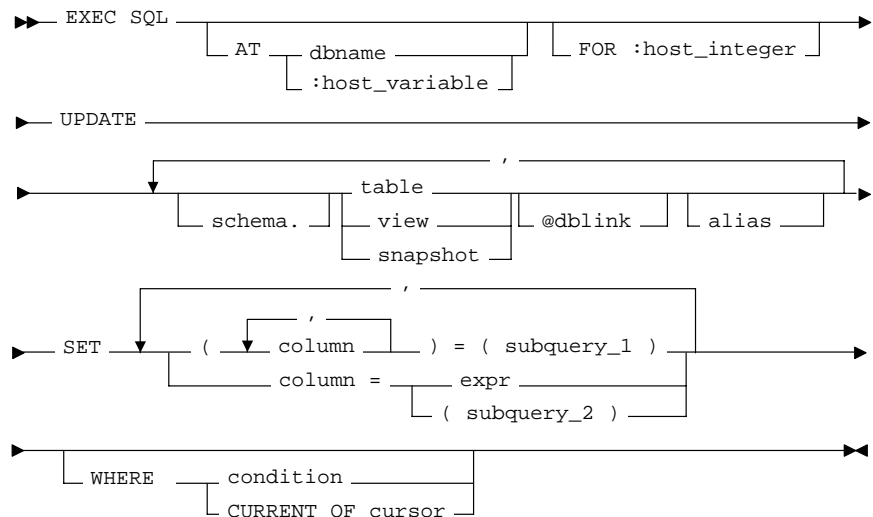 EXEC SQL
AT dbname FOR :host_integer
:host_variable
UPDATE
,
table
schema. view @dblink alias
snapshot
,
,
SET ( column ) = ( subquery_1 )
column = expr
( subquery_2 )
WHERE condition
CURRENT OF cursor